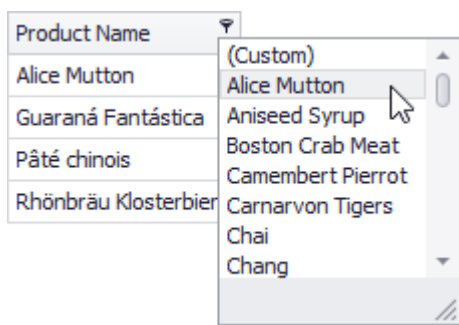 Product Name
Alice Mutton
Guaraná Fantástica
Pâté chinois
Rhönbräu Klosterbier
(Custom)
Alice Mutton
Aniseed Syrup
Boston Crab Meat
Camembert Pierrot
Carnarvon Tigers
Chai
Chang